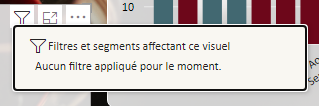 10
Filtres et segments affectant ce visuel
Aucun filtre appliqué pour le moment.